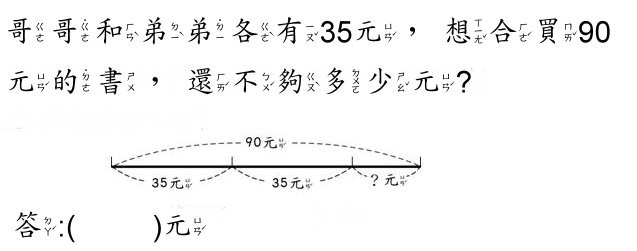 哥哥和弟弟各有35元，想合買90
元的書，還不夠多少元？
90元
35元 35元 ？元
答:( )元